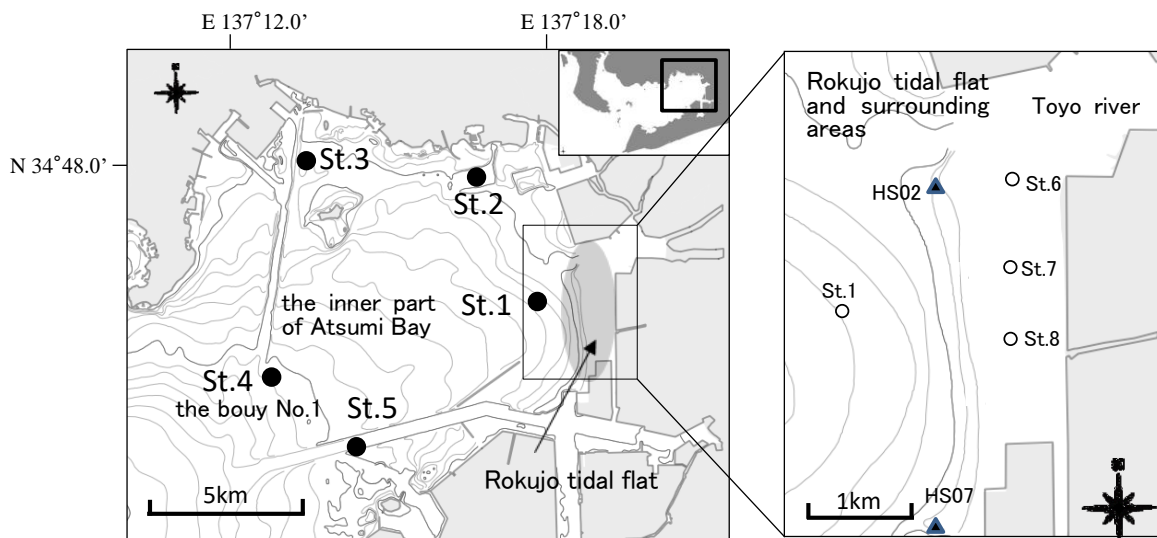 E 137°12.0’
E 137°18.0’
N 34°48.0’
St.3
St.2
St.1
the inner part
of Atsumi Bay
St.4
the bouy No.1
St.5
Rokujo tidal flat
5km
Rokujo tidal flat
and surrounding
areas
Toyo river
HS02
St.6
St.7
St.1
St.8
HS07
1km